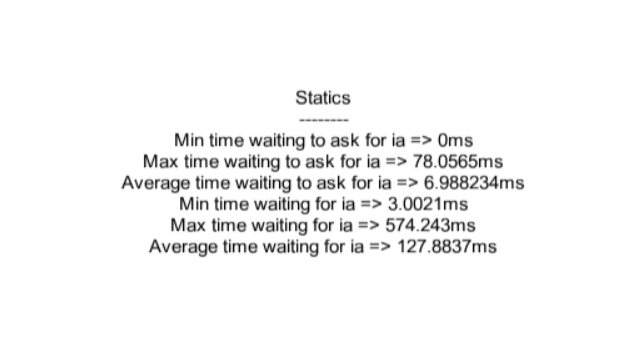 Statics
--------
Min time waiting to ask for ia => 0ms
Max time waiting to ask for ia => 78.0565ms
Average time waiting to ask for ia => 6.988234ms
Min time waiting for ia => 3.0021ms
Max time waiting for ia => 574.243ms
Average time waiting for ia => 127.8837ms